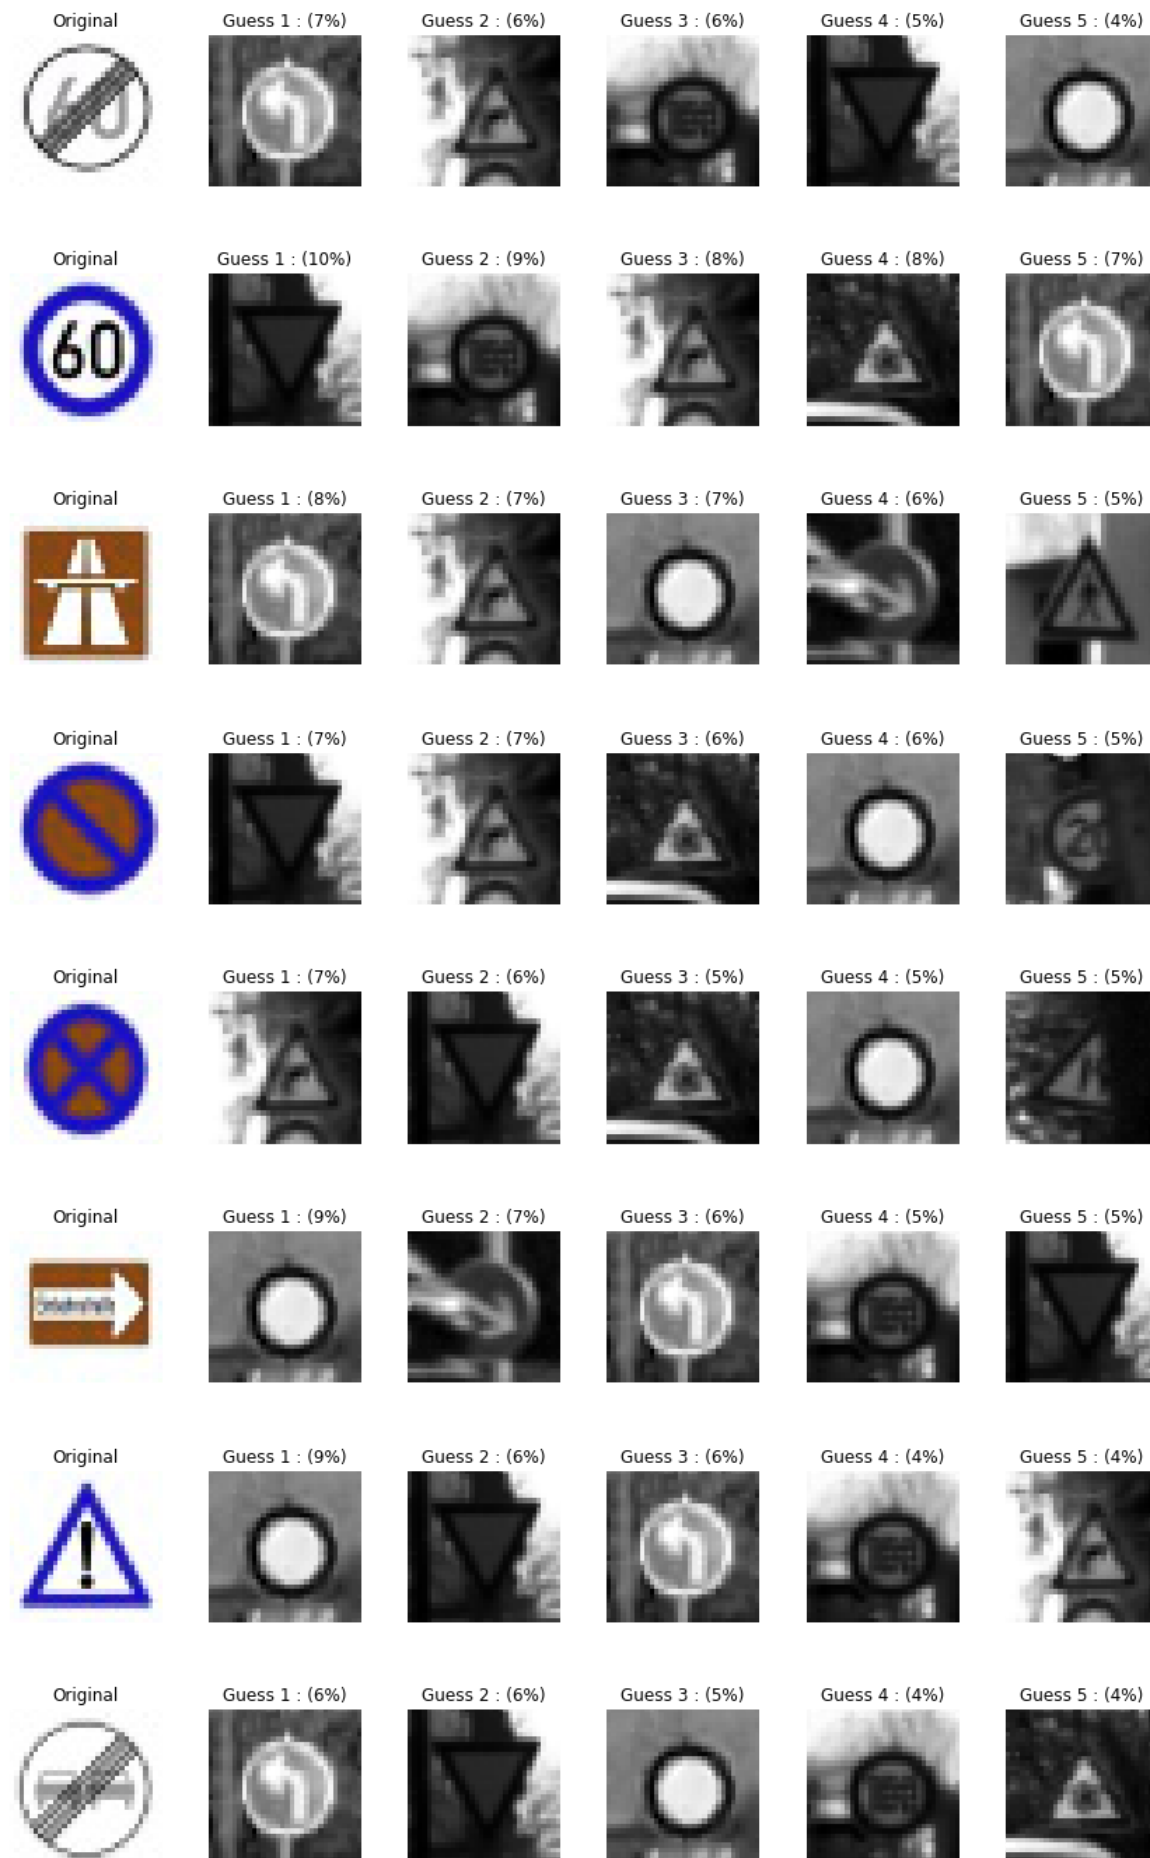 Original Guess 1 : (7%) Guess 2 : (6%) Guess 3 : (6%) Guess 4 : (5%) Guess 5 : (4%)
Original Guess 1 : (10%) Guess 2 : (9%) Guess 3 : (8%) Guess 4 : (8%) Guess 5 : (7%)
60
Original Guess 1 : (8%) Guess 2 : (7%) Guess 3 : (7%) Guess 4 : (6%) Guess 5 : (5%)
Original Guess 1 : (7%) Guess 2 : (7%) Guess 3 : (6%) Guess 4 : (6%) Guess 5 : (5%)
Original Guess 1 : (7%) Guess 2 : (6%) Guess 3 : (5%) Guess 4 : (5%) Guess 5 : (5%)
Original Guess 1 : (9%) Guess 2 : (7%) Guess 3 : (6%) Guess 4 : (5%) Guess 5 : (5%)
Original Guess 1 : (9%) Guess 2 : (6%) Guess 3 : (6%) Guess 4 : (4%) Guess 5 : (4%)
!
Original Guess 1 : (6%) Guess 2 : (6%) Guess 3 : (5%) Guess 4 : (4%) Guess 5 : (4%)